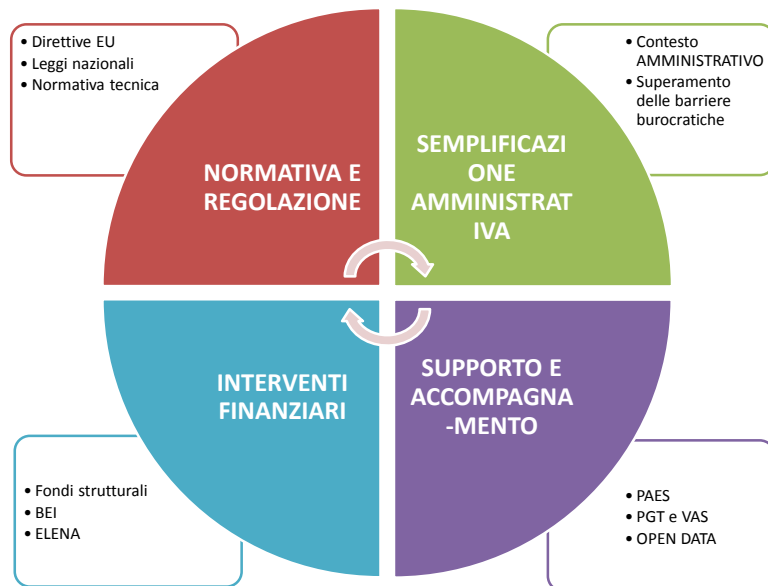 • Direttive EU
• Leggi nazionali
• Normativa tecnica
• Contesto
AMMINISTRATIVO
• Superamento
delle barriere
burocratiche
NORMATIVA E
REGOLAZIONE
SEMPLIFICAZI
ONE
AMMINISTRAT
IVA
INTERVENTI
FINANZIARI
SUPPORTO E
ACCOMPAGNA
-MENTO
• Fondi strutturali
• BEI
• ELENA
• PAES
• PGT e VAS
• OPEN DATA